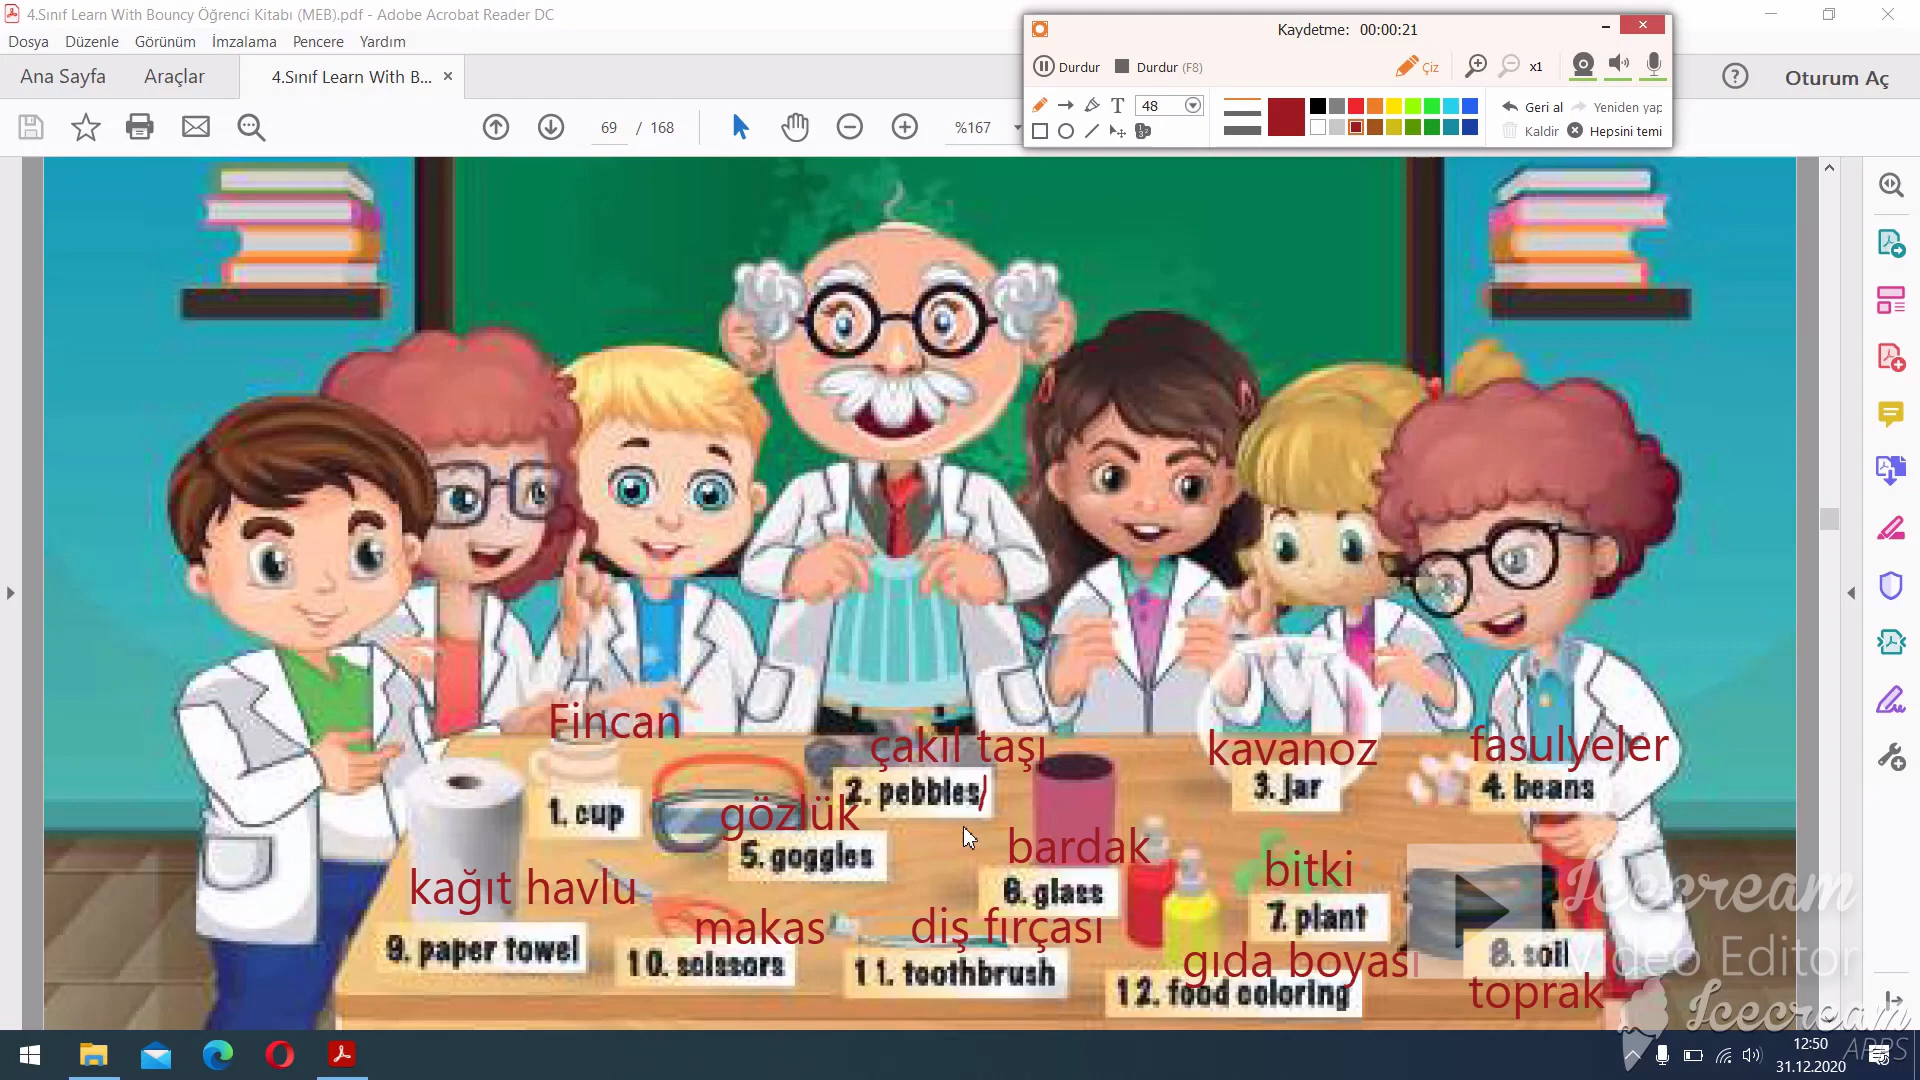 4.Sınıf Learn With Bouncy Öğrenci Kitabı (MEB).pdf - Adobe Acrobat Reader DC
Dosya Düzenle Görünüm İmzalama Pencere Yardım
Ana Sayfa Araçlar 4.Sınıf Learn With B... ×
Oturum Aç
69 / 168 %167
Kaydetme: 00:00:21
Durdur Durdur (F8) Çiz x1
T 48 Geri al Yeniden yap
Kaldir Hepsini temi
Fincan
1. cup
çakıl taşı
2. pebbles
kavanoz
3. jar
fasulyeler
4. beans
gözlük
5. goggles
bardak
6. glass
bitki
7. plant
8. soil
toprak
kağıt havlu
9. paper towel
makas
10. scissors
diş fırçası
11. toothbrush
gıda boyası
12. food coloring
Icecream
Video Editor
Icecream
APPS
12:50
31.12.2020